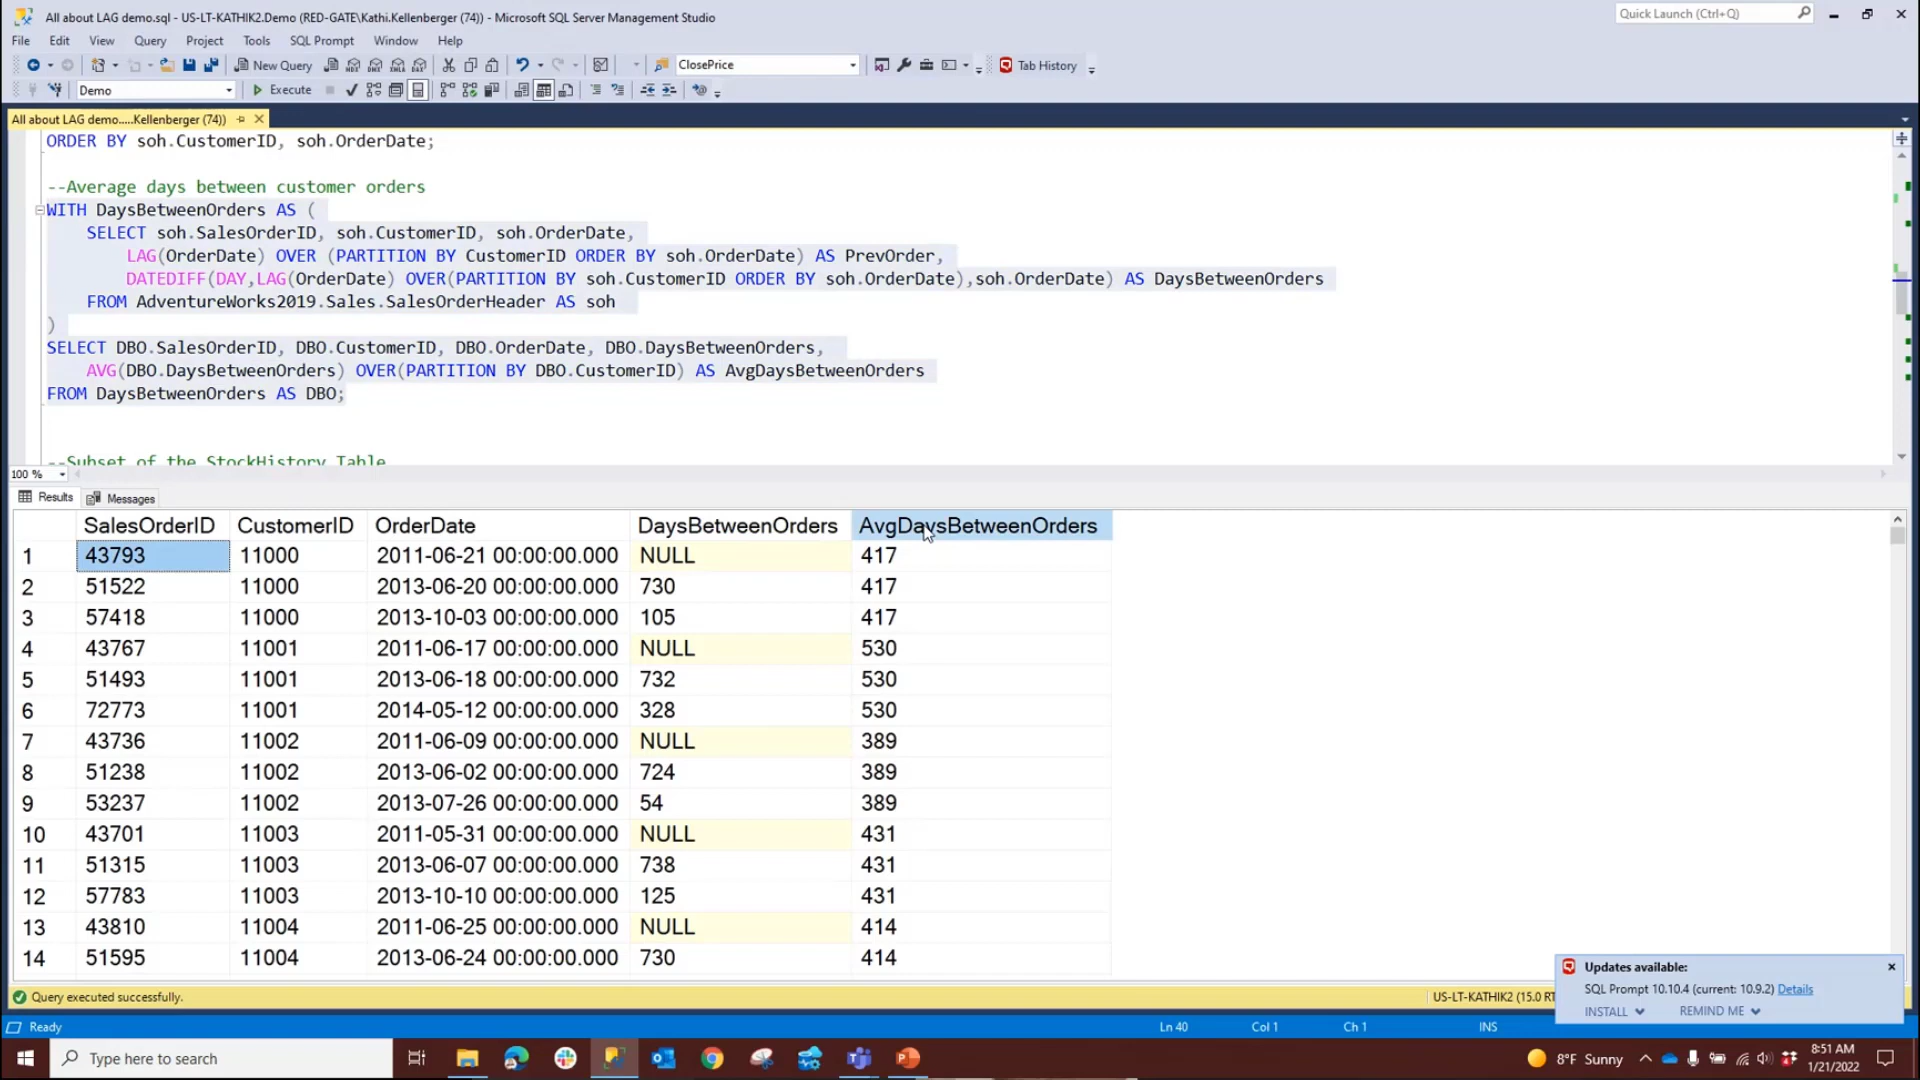 All about LAG demo.sql - US-LT-KATHIK2.Demo (RED-GATE\Kathi.Kellenberger (74)) - Microsoft SQL Server Management Studio
Quick Launch (Ctrl+Q)
File Edit View Query Project Tools SQL Prompt Window Help
New Query ClosePrice Tab History
Demo Execute
All about LAG demo.....Kellenberger (74))
ORDER BY soh.CustomerID, soh.OrderDate;
--Average days between customer orders
WITH DaysBetweenOrders AS (
SELECT soh.SalesOrderID, soh.CustomerID, soh.OrderDate,
LAG(OrderDate) OVER (PARTITION BY CustomerID ORDER BY soh.OrderDate) AS PrevOrder,
DATEDIFF(DAY,LAG(OrderDate) OVER(PARTITION BY soh.CustomerID ORDER BY soh.OrderDate),soh.OrderDate) AS DaysBetweenOrders
FROM AdventureWorks2019.Sales.SalesOrderHeader AS soh
)
SELECT DBO.SalesOrderID, DBO.CustomerID, DBO.OrderDate, DBO.DaysBetweenOrders,
AVG(DBO.DaysBetweenOrders) OVER(PARTITION BY DBO.CustomerID) AS AvgDaysBetweenOrders
FROM DaysBetweenOrders AS DBO;
--Subset of the StockHistory Table
100 %
Results Messages
SalesOrderID CustomerID OrderDate DaysBetweenOrders AvgDaysBetweenOrders
1 43793 11000 2011-06-21 00:00:00.000 NULL 417
2 51522 11000 2013-06-20 00:00:00.000 730 417
3 57418 11000 2013-10-03 00:00:00.000 105 417
4 43767 11001 2011-06-17 00:00:00.000 NULL 530
5 51493 11001 2013-06-18 00:00:00.000 732 530
6 72773 11001 2014-05-12 00:00:00.000 328 530
7 43736 11002 2011-06-09 00:00:00.000 NULL 389
8 51238 11002 2013-06-02 00:00:00.000 724 389
9 53237 11002 2013-07-26 00:00:00.000 54 389
10 43701 11003 2011-05-31 00:00:00.000 NULL 431
11 51315 11003 2013-06-07 00:00:00.000 738 431
12 57783 11003 2013-10-10 00:00:00.000 125 431
13 43810 11004 2011-06-25 00:00:00.000 NULL 414
14 51595 11004 2013-06-24 00:00:00.000 730 414
Updates available:
SQL Prompt 10.10.4 (current: 10.9.2) Details
INSTALL REMIND ME
Query executed successfully. US-LT-KATHIK2 (15.0 RT
Ready Ln 40 Col 1 Ch 1 INS
Type here to search
8°F Sunny
8:51 AM
1/21/2022